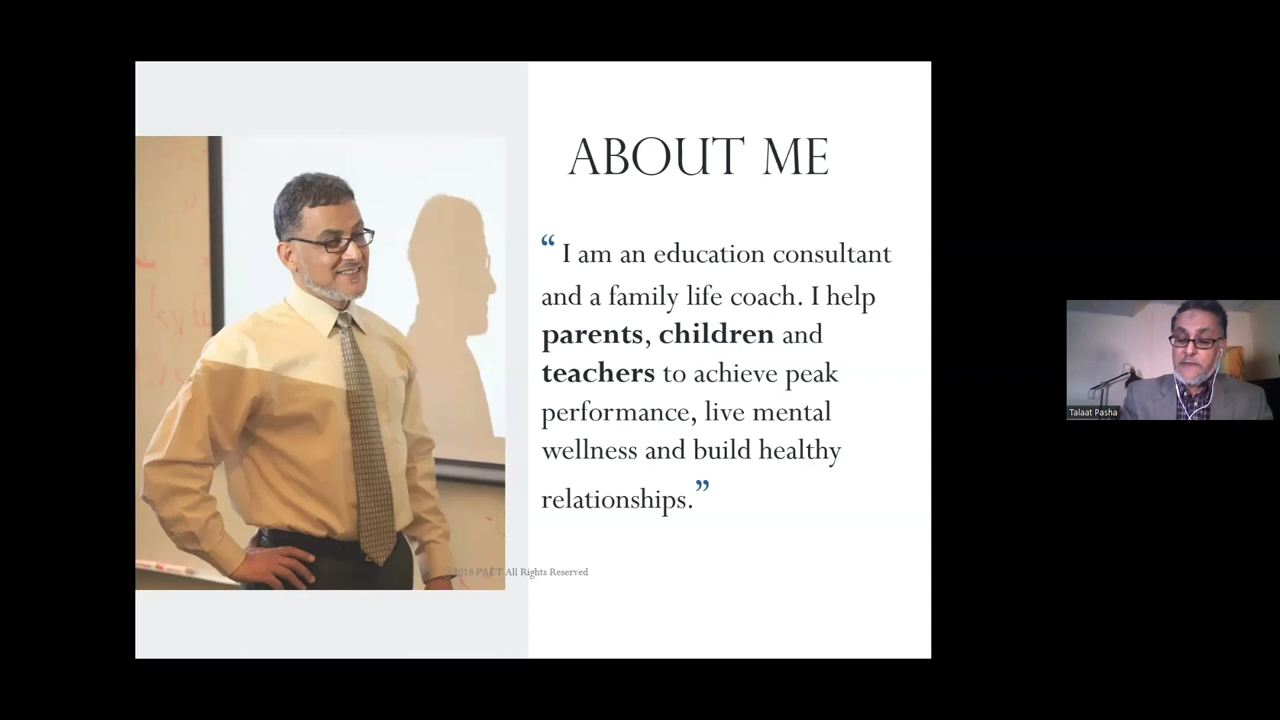 ABOUT ME
“ I am an education consultant
and a family life coach. I help
parents, children and
teachers to achieve peak
performance, live mental
wellness and build healthy
relationships.”
PACT All Rights Reserved
Talaat Pasha